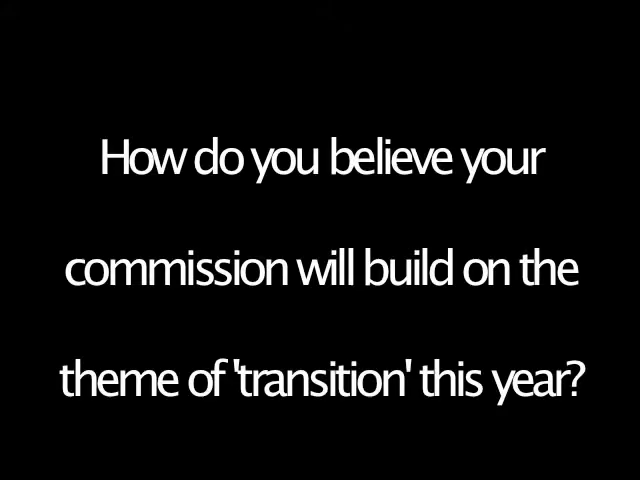 How do you believe your
commission will build on the
theme of 'transition' this year?